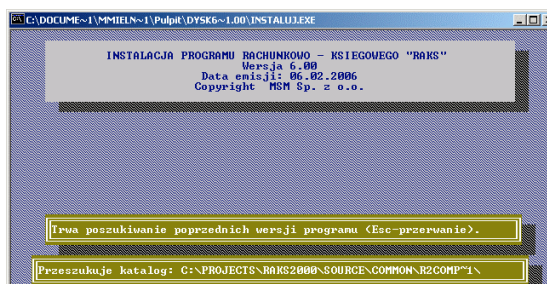 C:\DOCUME~1\MMIELN~1\Pulpit\DYSK6~1.00\INSTALUJ.EXE
INSTALACJA PROGRAMU RACHUNKOWO - KSIEGOWEGO "RAKS"
Wersja 6.00
Data emisji: 06.02.2006
Copyright MSM Sp. z o.o.
Trwa poszukiwanie poprzednich wersji programu (Esc-przerwanie).
Przeszukuje katalog: C:\PROJECTS\RAKS2000\SOURCE\COMMON\R2COMP~1\